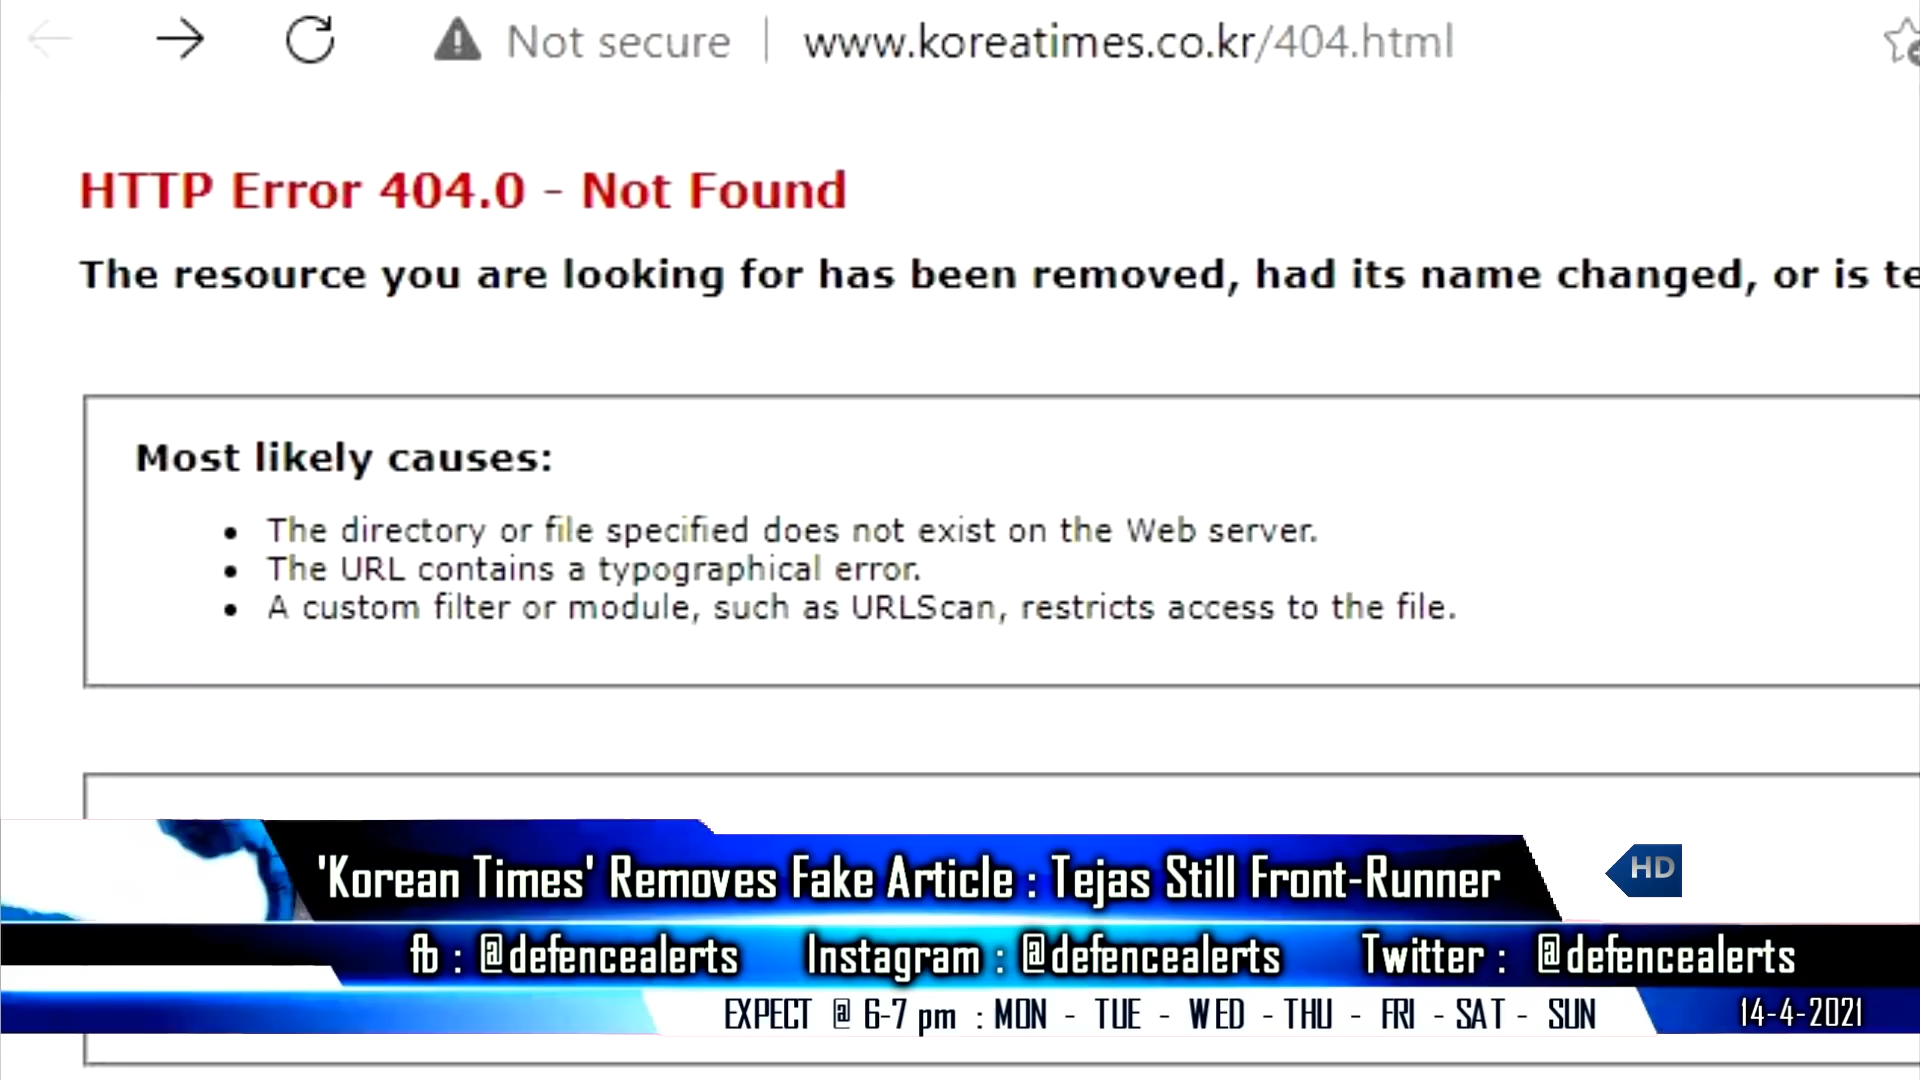 Not secure | www.koreatimes.co.kr/404.html
HTTP Error 404.0 - Not Found
The resource you are looking for has been removed, had its name changed, or is te
Most likely causes:
• The directory or file specified does not exist on the Web server.
• The URL contains a typographical error.
• A custom filter or module, such as URLScan, restricts access to the file.
'Korean Times' Removes Fake Article : Tejas Still Front-Runner
HD
fb : @defencealerts Instagram : @defencealerts Twitter : @defencealerts
EXPECT @ 6-7 pm : MON - TUE - WED - THU - FRI - SAT - SUN
14-4-2021